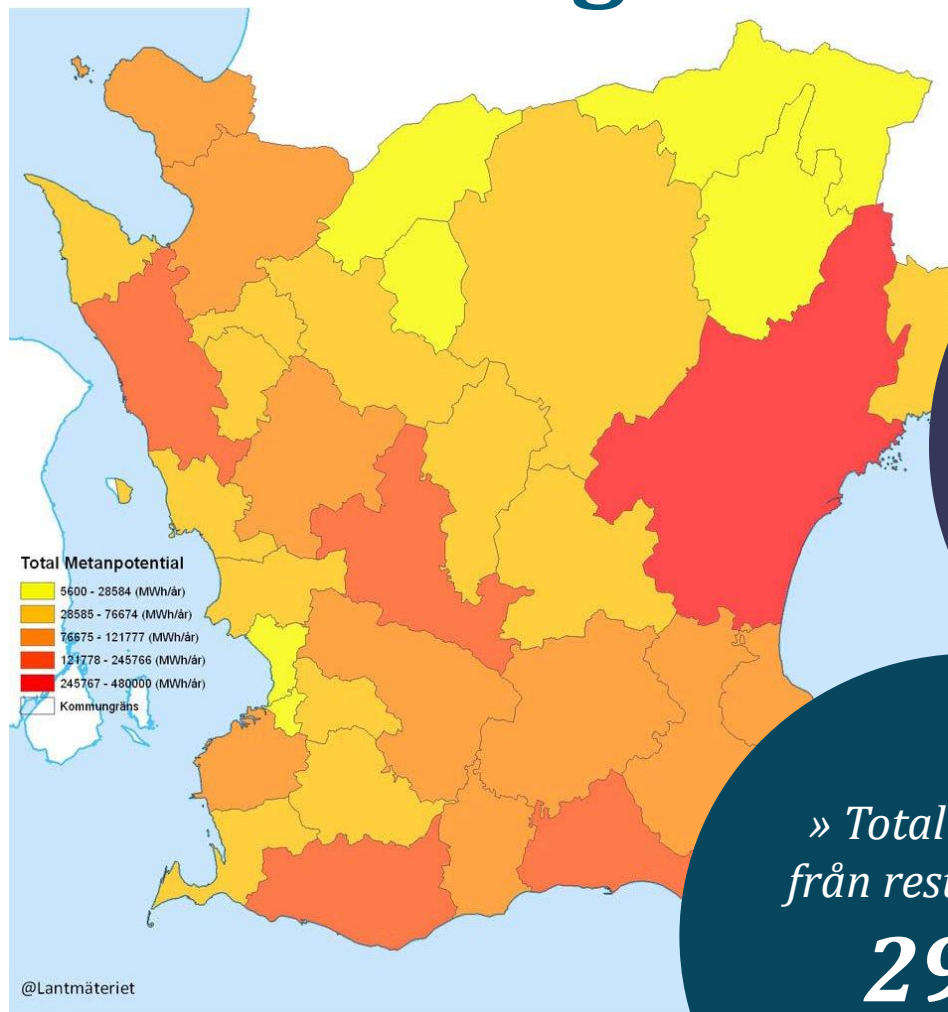 Total Metanpotential
5600 - 28584 (MWh/år)
28585 - 76674 (MWh/år)
76675 - 121777 (MWh/år)
121778 - 245766 (MWh/år)
245767 - 480000 (MWh/år)
Kommungräns
» Total
från rest
29
@Lantmäteriet